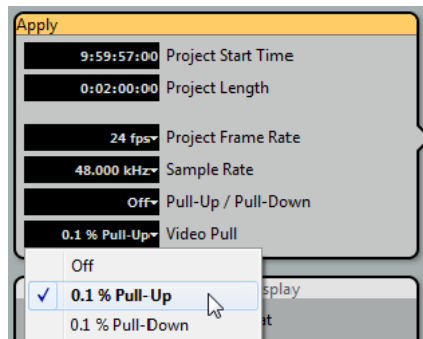 Apply
9:59:57:00 Project Start Time
0:02:00:00 Project Length
24 fps Project Frame Rate
48.000 kHz Sample Rate
Off Pull-Up / Pull-Down
0.1 % Pull-Up Video Pull
Off
✓ 0.1 % Pull-Up
0.1 % Pull-Down